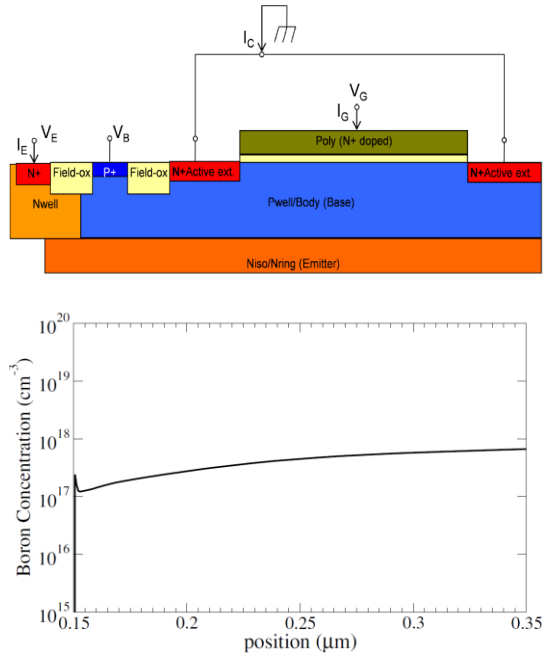 I_C
V_G
I_G
V_E
I_E
V_B
Poly (N+ doped)
N+ Field-ox P+ Field-ox N+Active ext. N+Active ext.
Nwell
Pwell/Body (Base)
Niso/Nring (Emitter)
10^20
10^19
10^18
10^17
10^16
10^15
Boron Concentration (cm^-3)
0.15 0.2 0.25 0.3 0.35
position (μm)